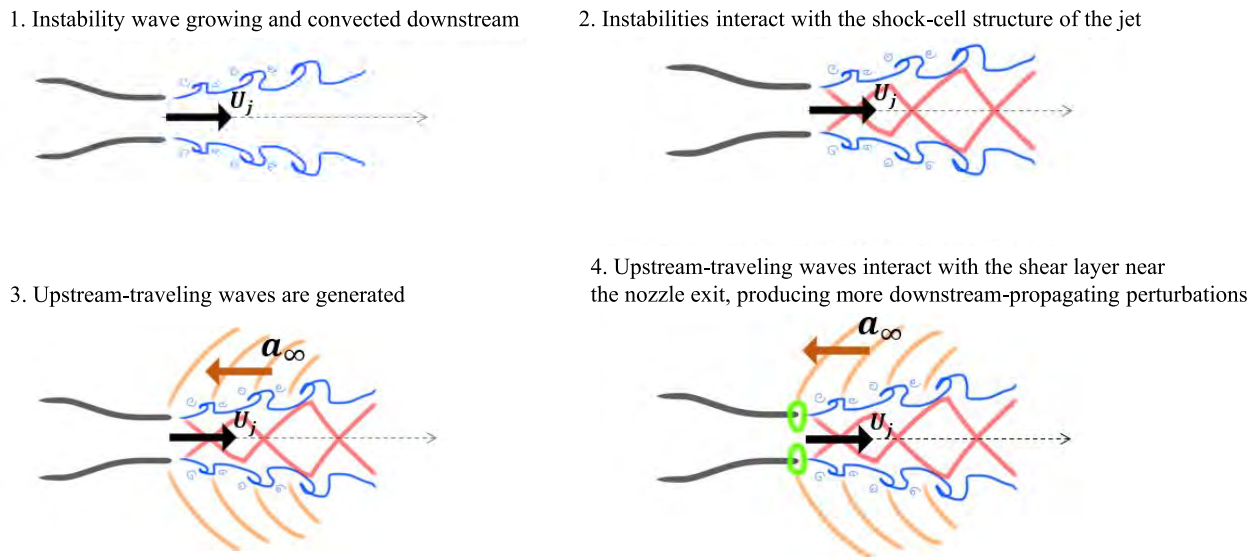 1. Instability wave growing and convected downstream
U_j
2. Instabilities interact with the shock-cell structure of the jet
U_j
3. Upstream-traveling waves are generated
a_∞
U_j
4. Upstream-traveling waves interact with the shear layer near
the nozzle exit, producing more downstream-propagating perturbations
a_∞
U_j